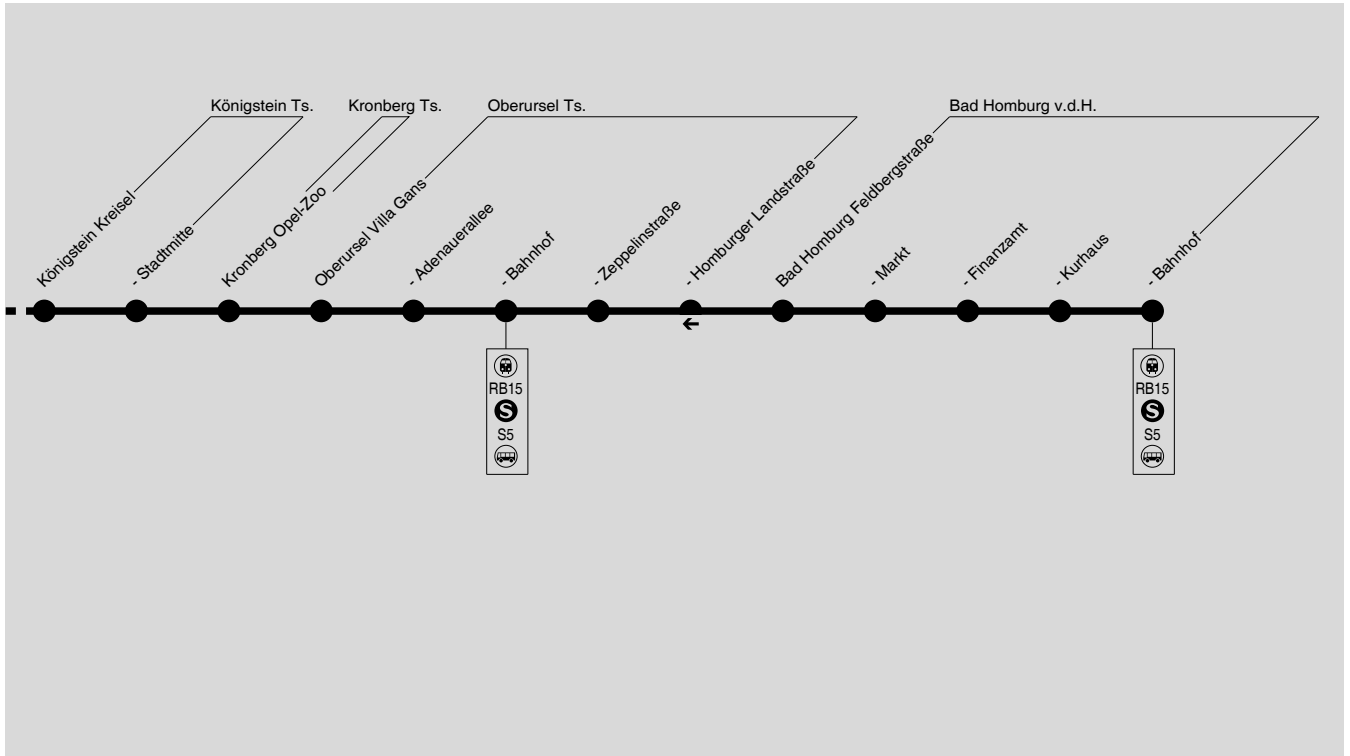 Königstein Ts.
Kronberg Ts.
Oberursel Ts.
Bad Homburg v.d.H.
Königstein Kreisel
- Stadtmitte
Kronberg Opel-Zoo
Oberursel Villa Gans
- Adenauerallee
- Bahnhof
- Zeppelinstraße
- Homburger Landstraße
Bad Homburg Feldbergstraße
- Markt
- Finanzamt
- Kurhaus
- Bahnhof
RB15
S
S5
RB15
S
S5